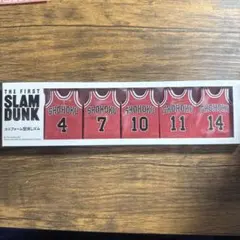 THE FIRST
SLAM
DUNK
ユニフォーム型消しゴム
SHOHOKU
4
SHOHOKU
7
SHOHOKU
10
SHOHOKU
11
SHOHOKU
14